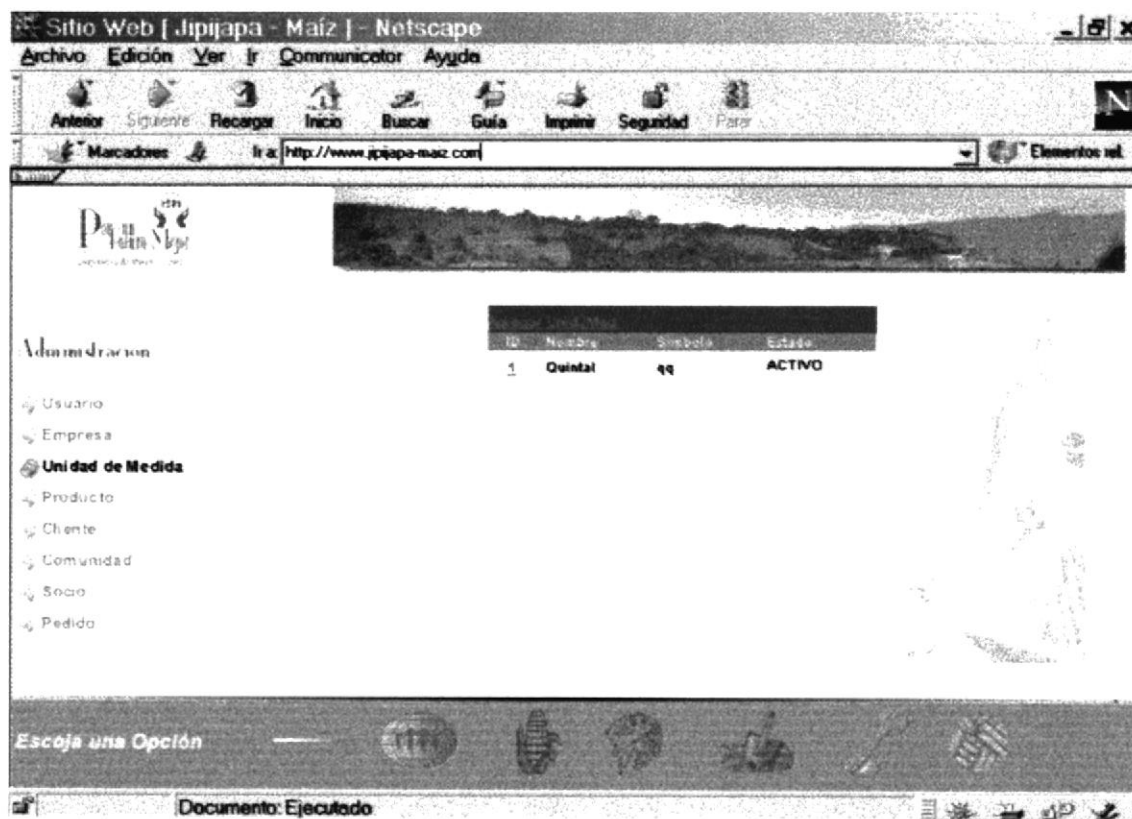 Sitio Web [ Jipijapa - Maíz ] - Netscape
Archivo Edición Ver Ir Communicator Ayuda
Anterior Siguiente Recargar Inicio Buscar Guía Imprimir Seguridad Parar
Marcadores Ir a: http://www.jipijapa-maiz.com Elementos rel.
Administracion
ID Nombre Simbolo Estado
1 Quintal qq ACTIVO
Usuario
Empresa
Unidad de Medida
Producto
Cliente
Comunidad
Socio
Pedido
Escoja una Opción
Documento: Ejecutado